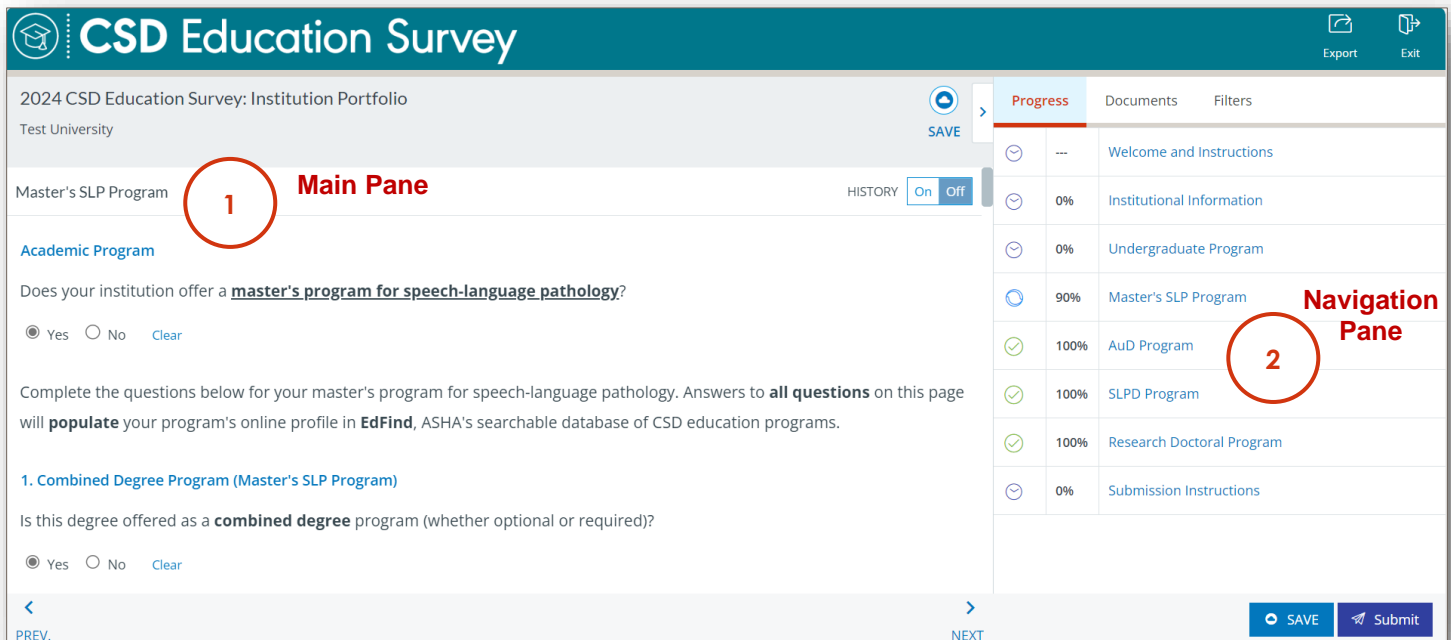 CSD Education Survey
Export
Exit
2024 CSD Education Survey: Institution Portfolio
Test University
SAVE
Master's SLP Program
1
Main Pane
HISTORY On Off
Academic Program
Does your institution offer a master's program for speech-language pathology?
Yes No Clear
Complete the questions below for your master's program for speech-language pathology. Answers to all questions on this page
will populate your program's online profile in EdFind, ASHA's searchable database of CSD education programs.
1. Combined Degree Program (Master's SLP Program)
Is this degree offered as a combined degree program (whether optional or required)?
Yes No Clear
PREV.
NEXT
Progress Documents Filters
--- Welcome and Instructions
0% Institutional Information
0% Undergraduate Program
90% Master's SLP Program
100% AuD Program
100% SLPD Program
100% Research Doctoral Program
0% Submission Instructions
Navigation
Pane
2
SAVE
Submit